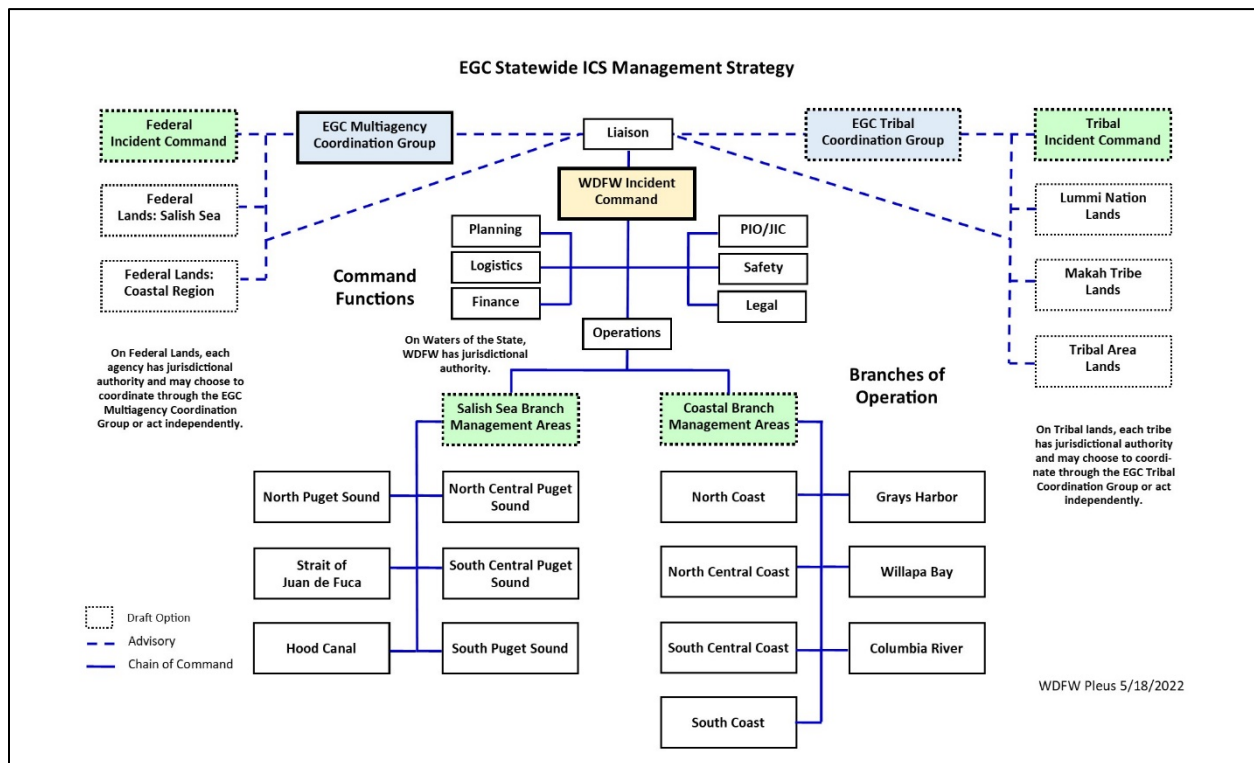 EGC Statewide ICS Management Strategy
Federal
Incident Command
EGC Multiagency
Coordination Group
Liaison
EGC Tribal
Coordination Group
Tribal
Incident Command
WDFW Incident
Command
Federal
Lands: Salish Sea
Lummi Nation
Lands
Planning
PIO/JIC
Command
Functions
Logistics
Safety
Federal Lands:
Coastal Region
Makah Tribe
Lands
Finance
Legal
Operations
On Waters of the State,
WDFW has jurisdictional
authority.
Tribal Area
Lands
On Federal Lands, each
agency has jurisdictional
authority and may choose to
coordinate through the EGC
Multiagency Coordination
Group or act independently.
Branches of
Operation
Salish Sea Branch
Management Areas
Coastal Branch
Management Areas
On Tribal lands, each tribe
has jurisdictional authority
and may choose to coordi-
nate through the EGC Tribal
Coordination Group or act
independently.
North Puget Sound
North Central Puget
Sound
North Coast
Grays Harbor
Strait of
Juan de Fuca
South Central Puget
Sound
North Central Coast
Willapa Bay
Hood Canal
South Puget Sound
South Central Coast
Columbia River
South Coast
Draft Option
Advisory
Chain of Command
WDFW Pleus 5/18/2022